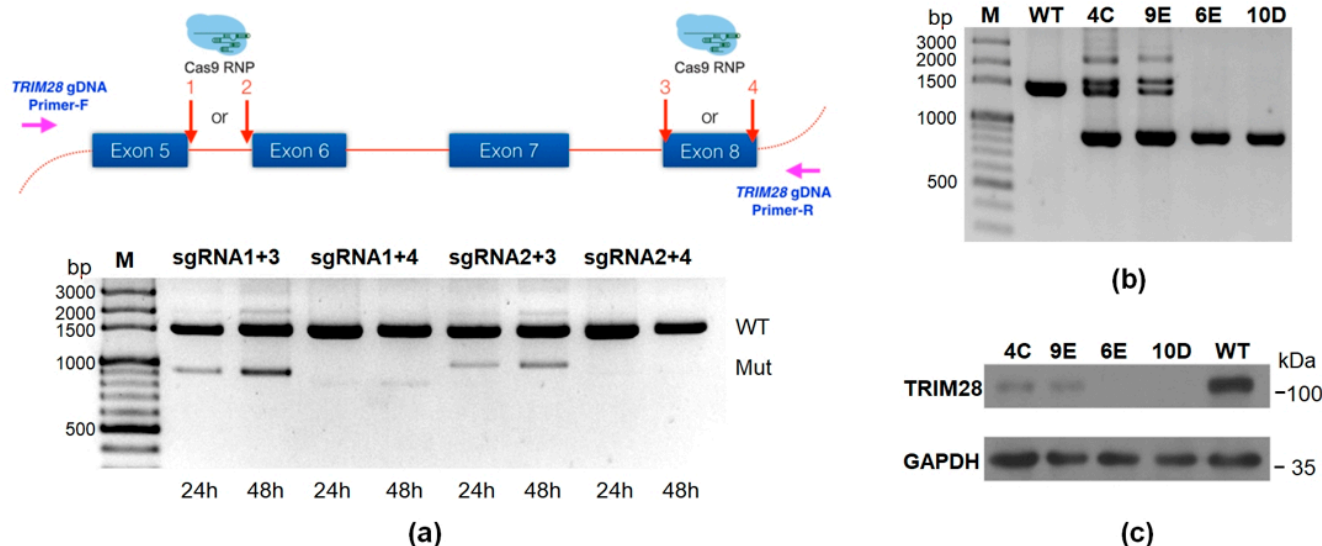 Cas9 RNP
Cas9 RNP
TRIM28 gDNA
Primer-F
1
2
3
4
or
or
Exon 5
Exon 6
Exon 7
Exon 8
TRIM28 gDNA
Primer-R
bp
M
sgRNA1+3
sgRNA1+4
sgRNA2+3
sgRNA2+4
3000
2000
1500
1000
500
WT
Mut
24h
48h
24h
48h
24h
48h
24h
48h
(a)
bp
M
WT
4C
9E
6E
10D
3000
2000
1500
1000
500
(b)
4C
9E
6E
10D
WT
kDa
TRIM28
–100
GAPDH
– 35
(c)